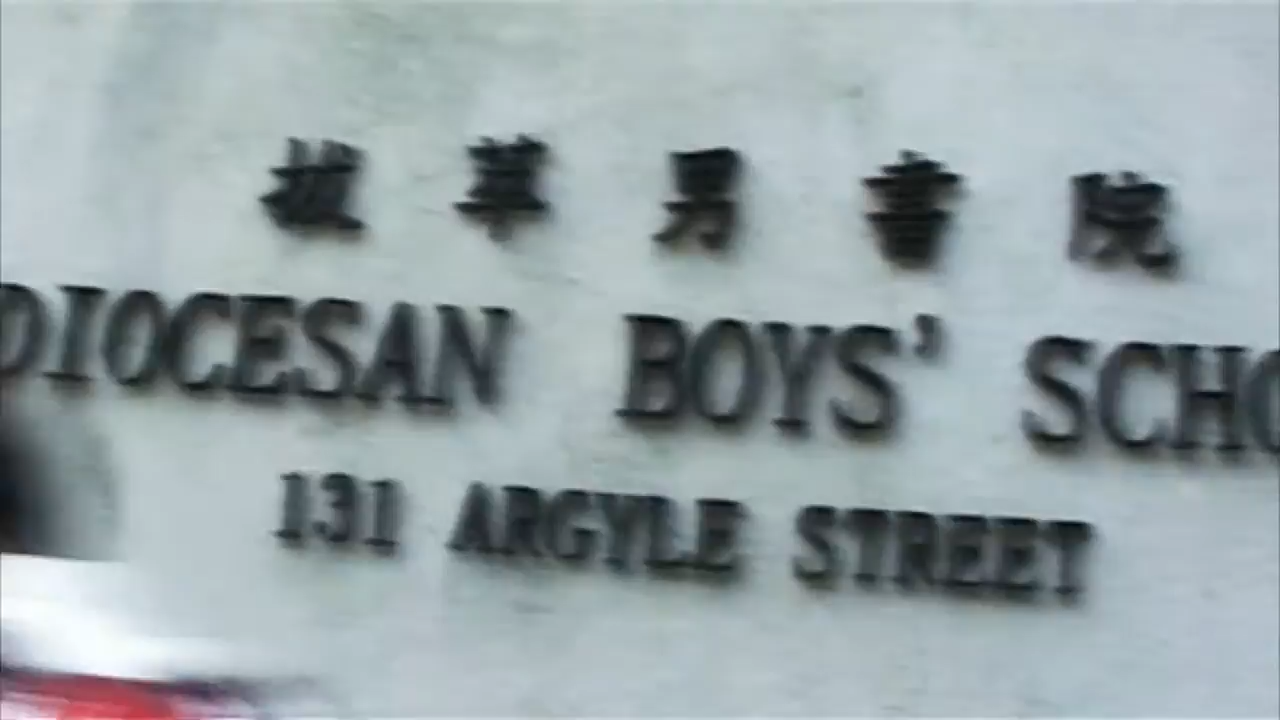 拔萃男書院
DIOCESAN BOYS' SCHO
131 ARGYLE STREET